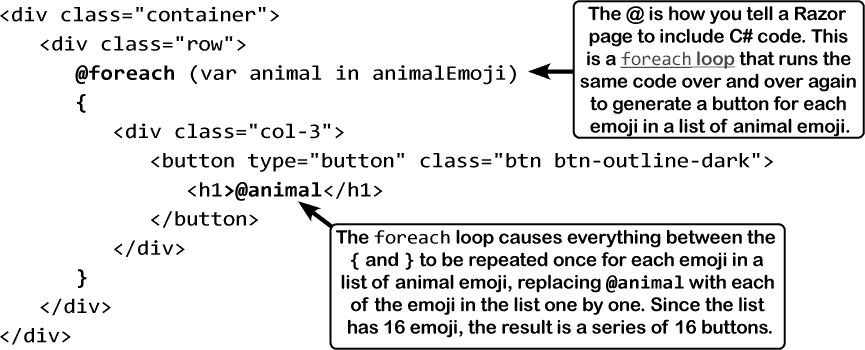 <div class="container">
<div class="row">
@foreach (var animal in animalEmoji)
{
<div class="col-3">
<button type="button" class="btn btn-outline-dark">
<h1>@animal</h1>
</button>
</div>
}
</div>
</div>
The @ is how you tell a Razor
page to include C# code. This
is a foreach loop that runs the
same code over and over again
to generate a button for each
emoji in a list of animal emoji.
The foreach loop causes everything between the
{ and } to be repeated once for each emoji in a
list of animal emoji, replacing @animal with each
of the emoji in the list one by one. Since the list
has 16 emoji, the result is a series of 16 buttons.